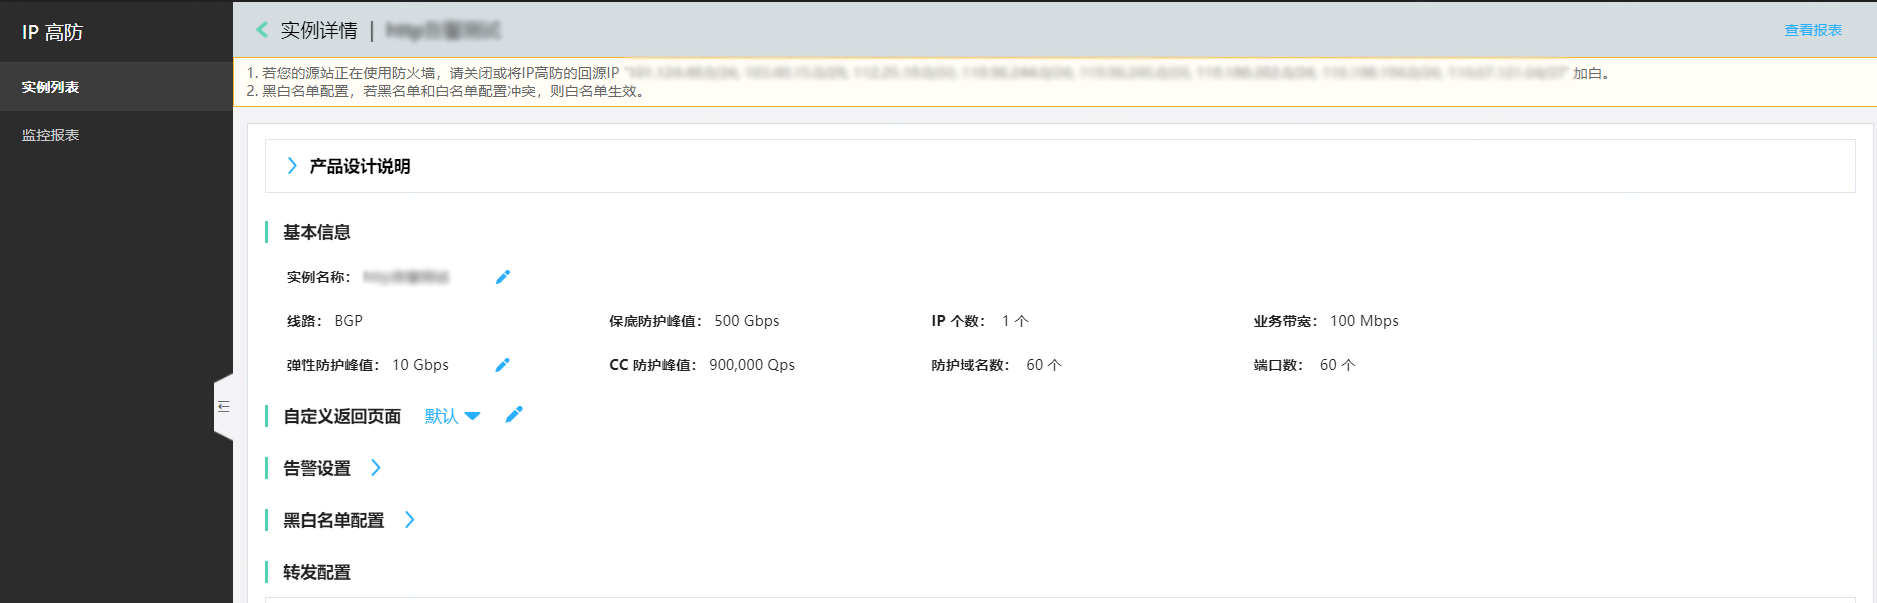 IP 高防
实例列表
监控报表
实例详情 |
查看报表
1. 若您的源站正在使用防火墙，请关闭或将IP高防的回源IP 加白。
2. 黑白名单配置，若黑名单和白名单配置冲突，则白名单生效。
产品设计说明
基本信息
实例名称：
线路： BGP 保底防护峰值： 500 Gbps IP 个数： 1 个 业务带宽： 100 Mbps
弹性防护峰值： 10 Gbps CC 防护峰值： 900,000 Qps 防护域名数： 60 个 端口数： 60 个
自定义返回页面 默认
告警设置
黑白名单配置
转发配置